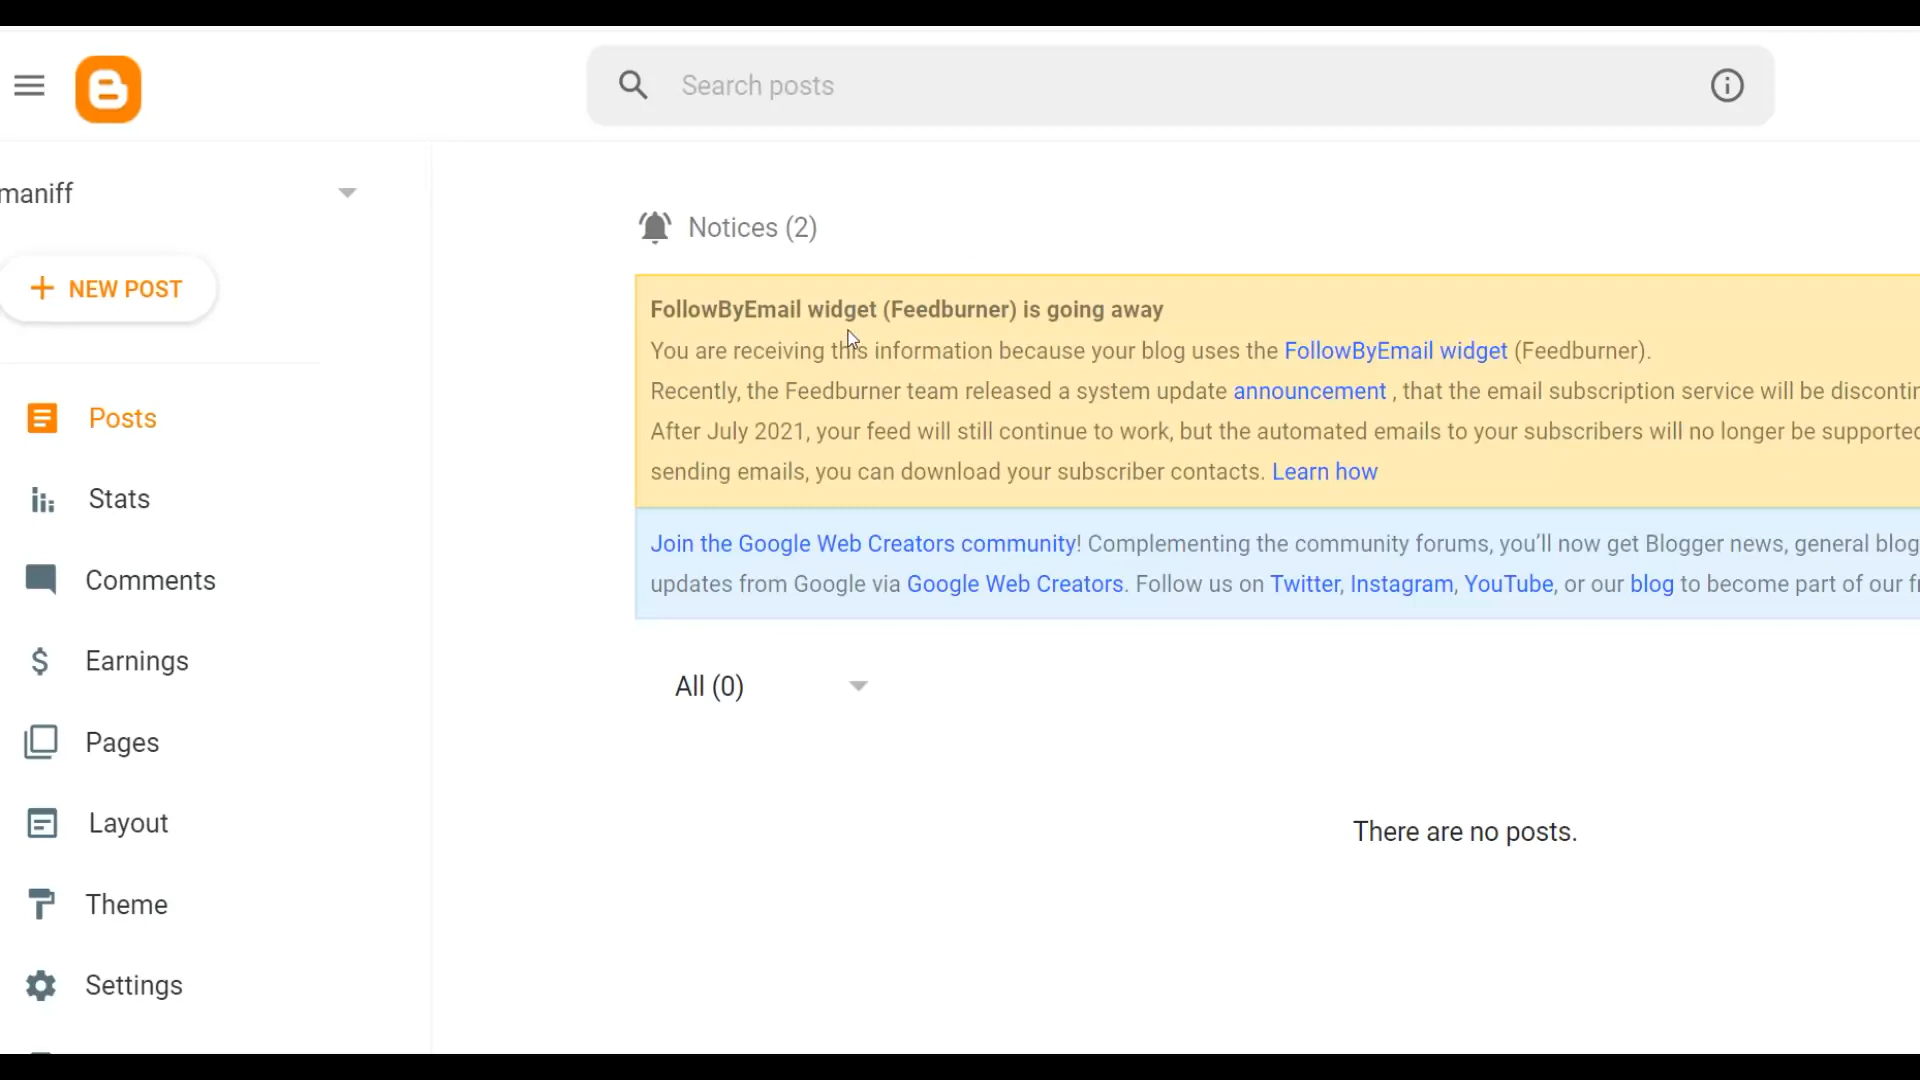 Search posts
maniff
NEW POST
Notices (2)
FollowByEmail widget (Feedburner) is going away
You are receiving this information because your blog uses the FollowByEmail widget (Feedburner).
Recently, the Feedburner team released a system update announcement , that the email subscription service will be discontin
After July 2021, your feed will still continue to work, but the automated emails to your subscribers will no longer be supported
sending emails, you can download your subscriber contacts. Learn how
Join the Google Web Creators community! Complementing the community forums, you'll now get Blogger news, general blog
updates from Google via Google Web Creators. Follow us on Twitter, Instagram, YouTube, or our blog to become part of our
Posts
Stats
Comments
Earnings
Pages
Layout
Theme
Settings
All (0)
There are no posts.